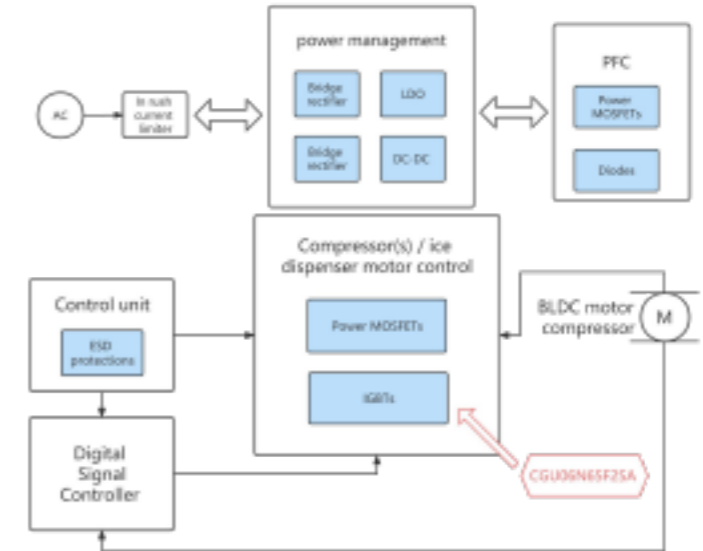 power management
Bridge
rectifier
LDO
Bridge
rectifier
DC-DC
PFC
Power
MOSFETs
Diodes
AC
In rush
current
limiter
Compressor(s) / ice
dispenser motor control
Power MOSFETs
IGBTs
Control unit
ESD
protections
BLDC motor
compressor
M
Digital
Signal
Controller
CGU06N65F2SA